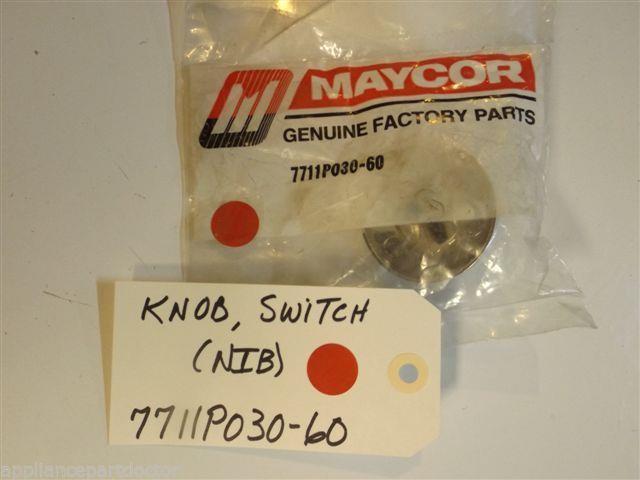 MAYCOR
GENUINE FACTORY PARTS
7711P030-60
KNOB, SWITCH
(NIB)
7711P030-60
appliancepartdoctor